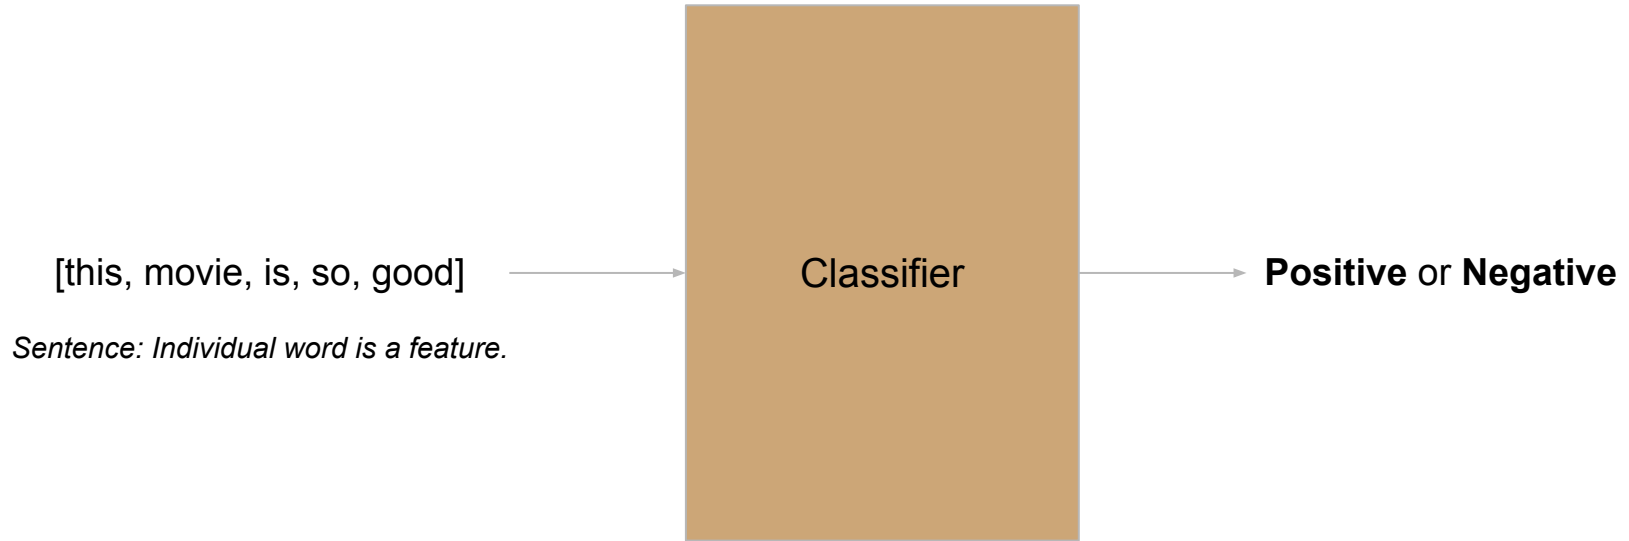 [this, movie, is, so, good]
Classifier
Positive or Negative
Sentence: Individual word is a feature.